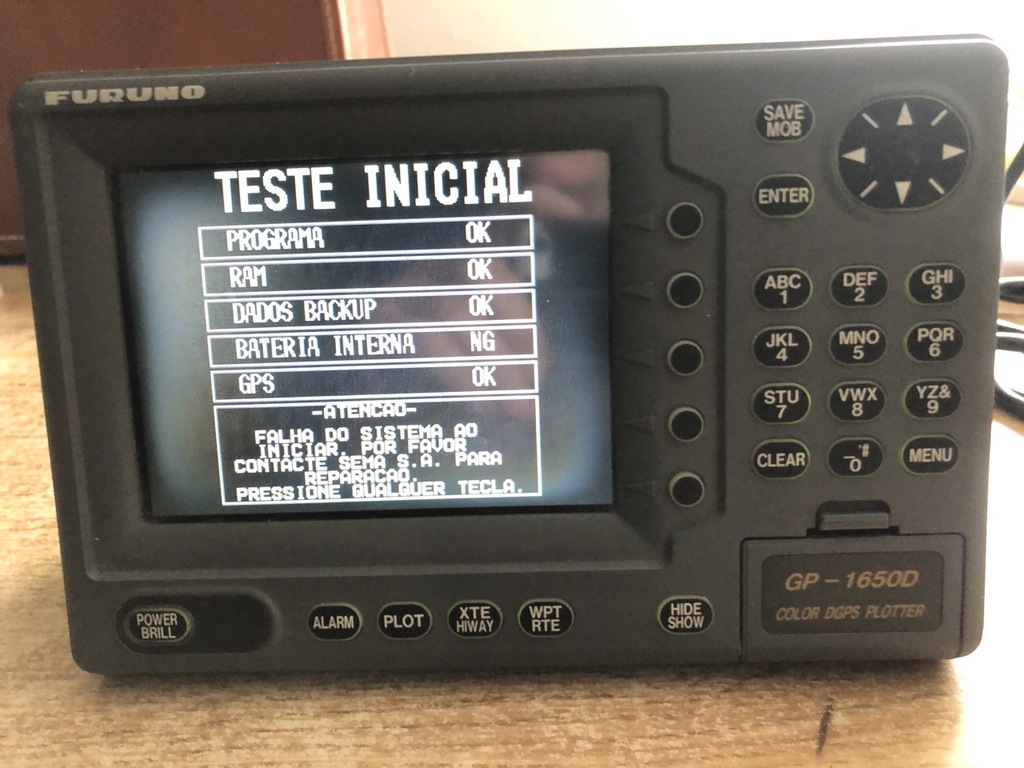 FURUNO
TESTE INICIAL
PROGRAMA OK
RAM OK
DADOS BACKUP OK
BATERIA INTERNA NG
GPS OK
-ATENCAO-
FALHA DO SISTEMA AO
INICIAR. POR FAVOR
CONTACTE SEMA S.A. PARA
REPARACAO.
PRESSIONE QUALQUER TECLA.
SAVE
MOB
ENTER
ABC
1
DEF
2
GHI
3
JKL
4
MNO
5
PQR
6
STU
7
VWX
8
YZ&
9
CLEAR
_'#
0
MENU
GP-1650D
COLOR DGPS PLOTTER
POWER
BRILL
ALARM
PLOT
XTE
HIWAY
WPT
RTE
HIDE
SHOW